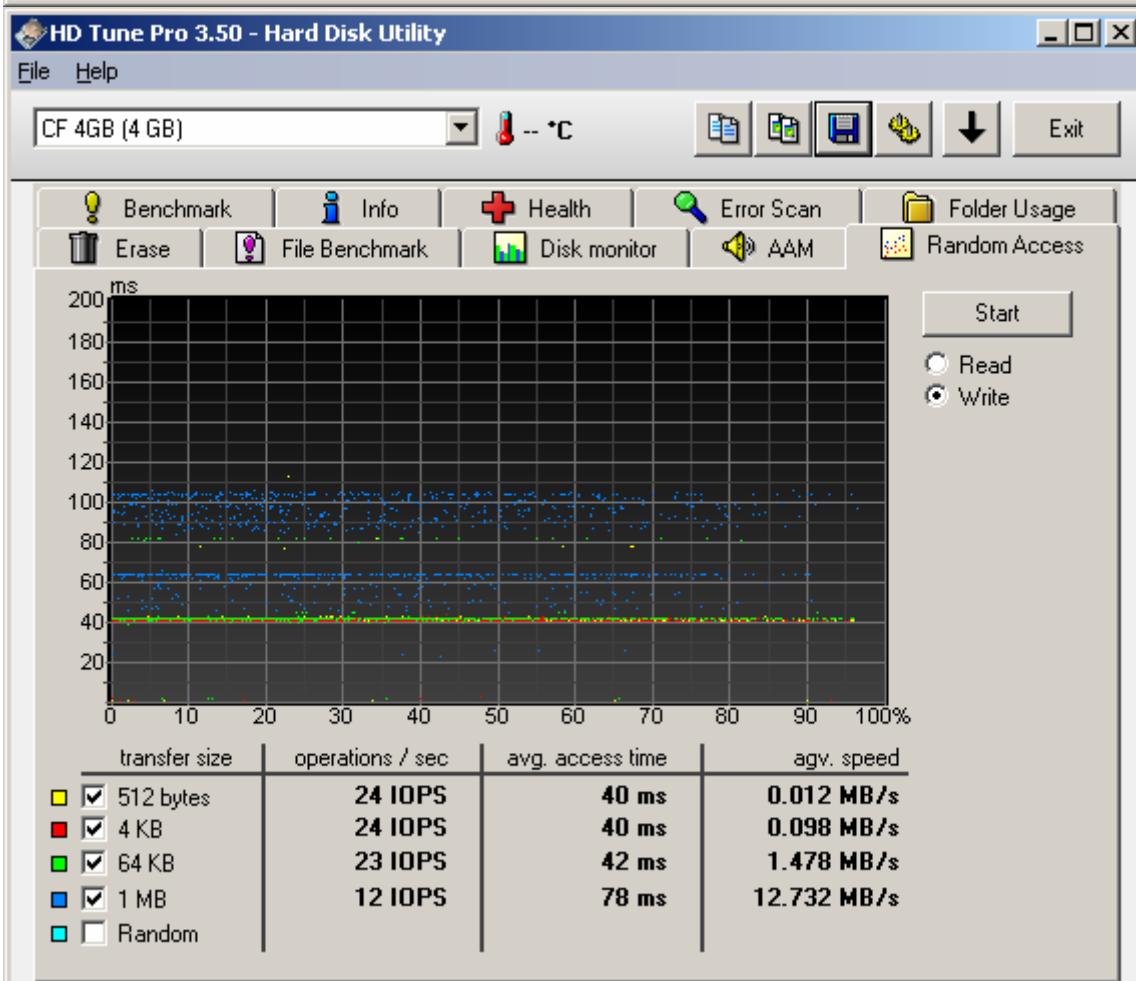 HD Tune Pro 3.50 - Hard Disk Utility
File Help
CF 4GB (4 GB) -- °C Exit
Benchmark Info Health Error Scan Folder Usage
Erase File Benchmark Disk monitor AAM Random Access
ms
200
180
160
140
120
100
80
60
40
20
0 10 20 30 40 50 60 70 80 90 100%
Start
Read
Write
transfer size operations / sec avg. access time agv. speed
512 bytes 24 IOPS 40 ms 0.012 MB/s
4 KB 24 IOPS 40 ms 0.098 MB/s
64 KB 23 IOPS 42 ms 1.478 MB/s
1 MB 12 IOPS 78 ms 12.732 MB/s
Random